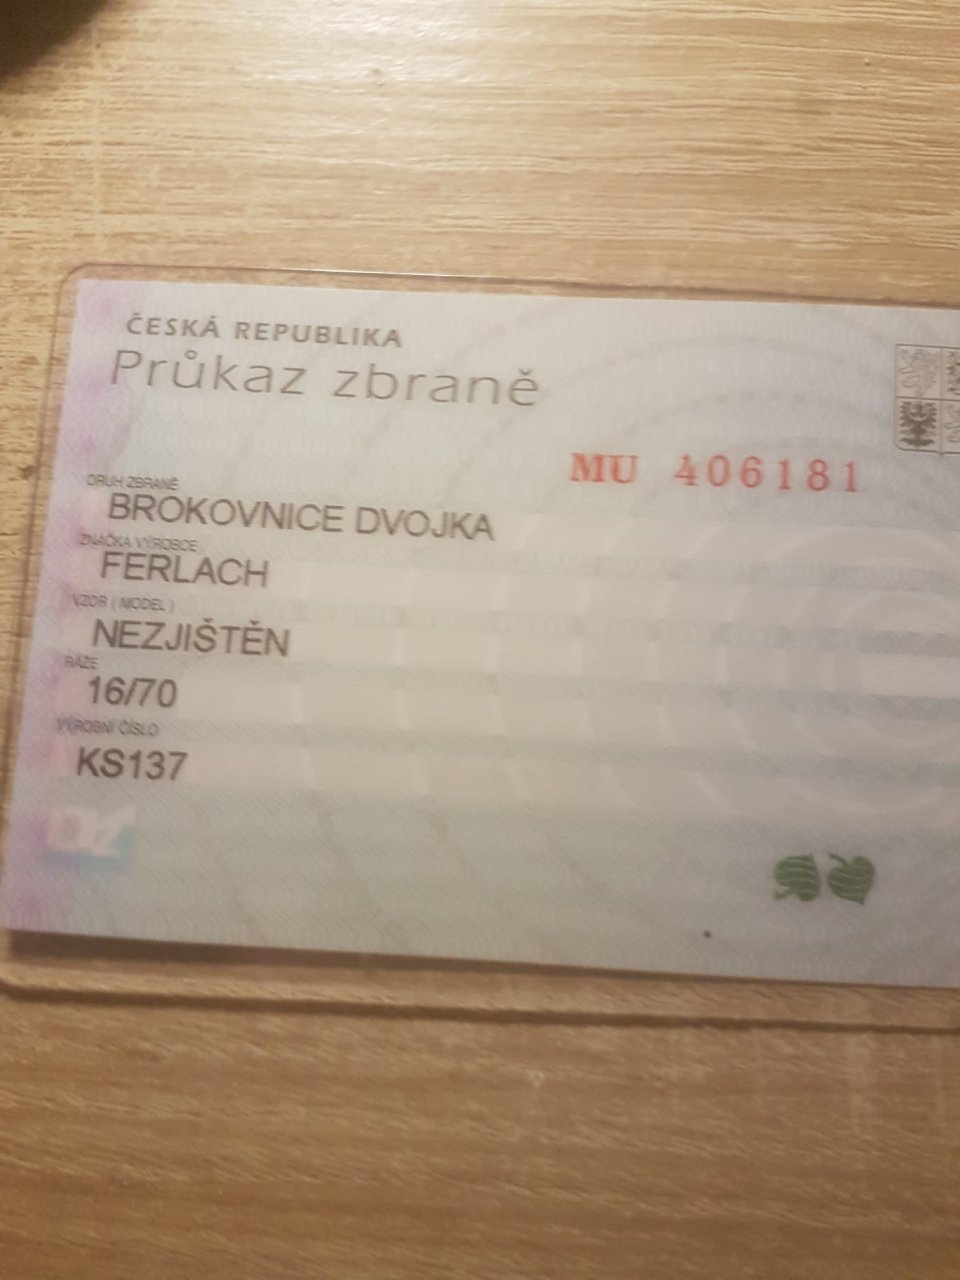 ČESKÁ REPUBLIKA
Průkaz zbraně
MU 406181
DRUH ZBRANĚ
BROKOVNICE DVOJKA
ZNAČKA VÝROBCE
FERLACH
VZOR ( MODEL )
NEZJIŠTĚN
RÁŽE
16/70
VÝROBNÍ ČÍSLO
KS137